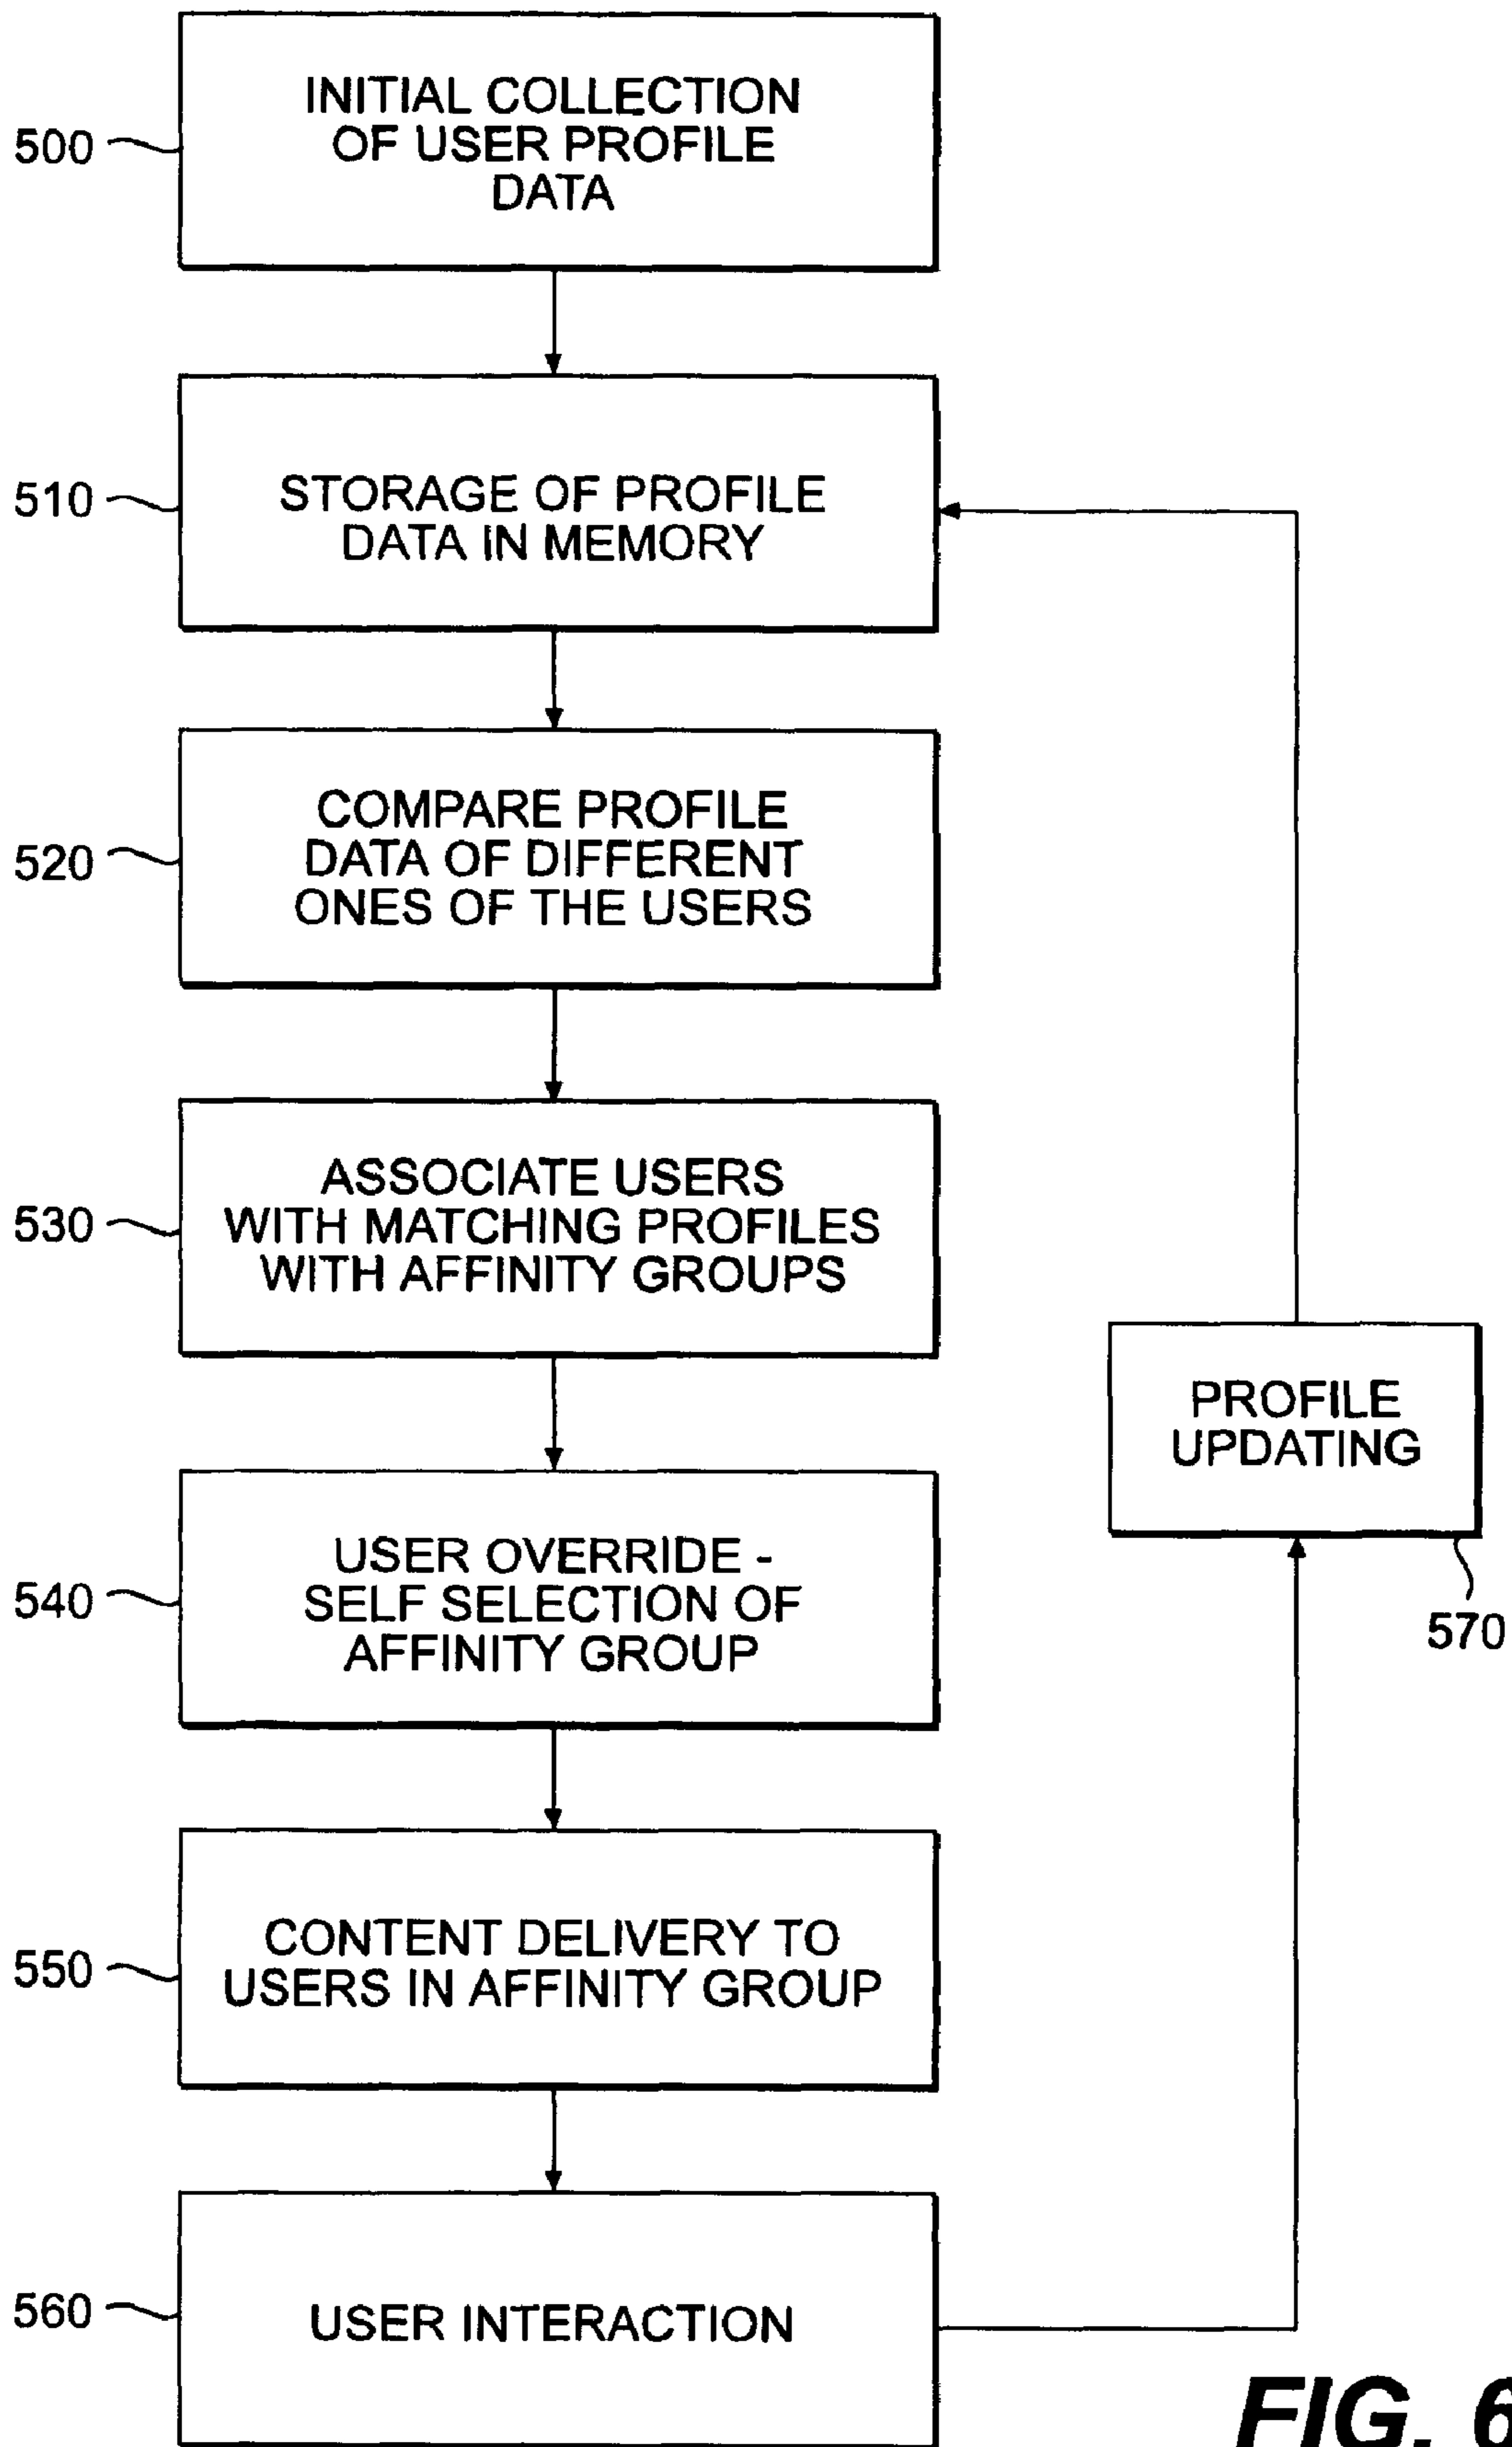 500
INITIAL COLLECTION
OF USER PROFILE
DATA
510
STORAGE OF PROFILE
DATA IN MEMORY
520
COMPARE PROFILE
DATA OF DIFFERENT
ONES OF THE USERS
530
ASSOCIATE USERS
WITH MATCHING PROFILES
WITH AFFINITY GROUPS
PROFILE
UPDATING
570
540
USER OVERRIDE -
SELF SELECTION OF
AFFINITY GROUP
550
CONTENT DELIVERY TO
USERS IN AFFINITY GROUP
560
USER INTERACTION
FIG. 6